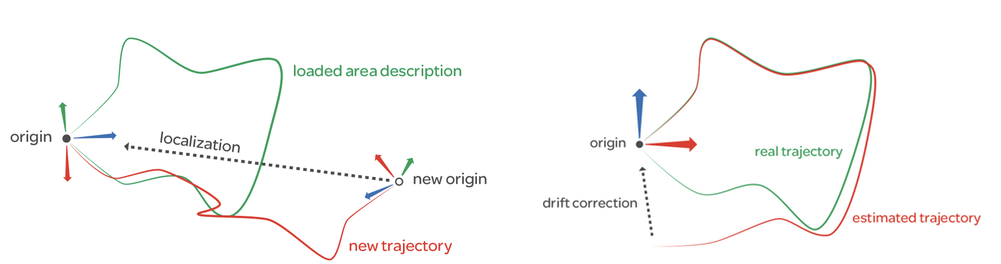 loaded area description
origin
localization
new origin
new trajectory
origin
real trajectory
drift correction
estimated trajectory